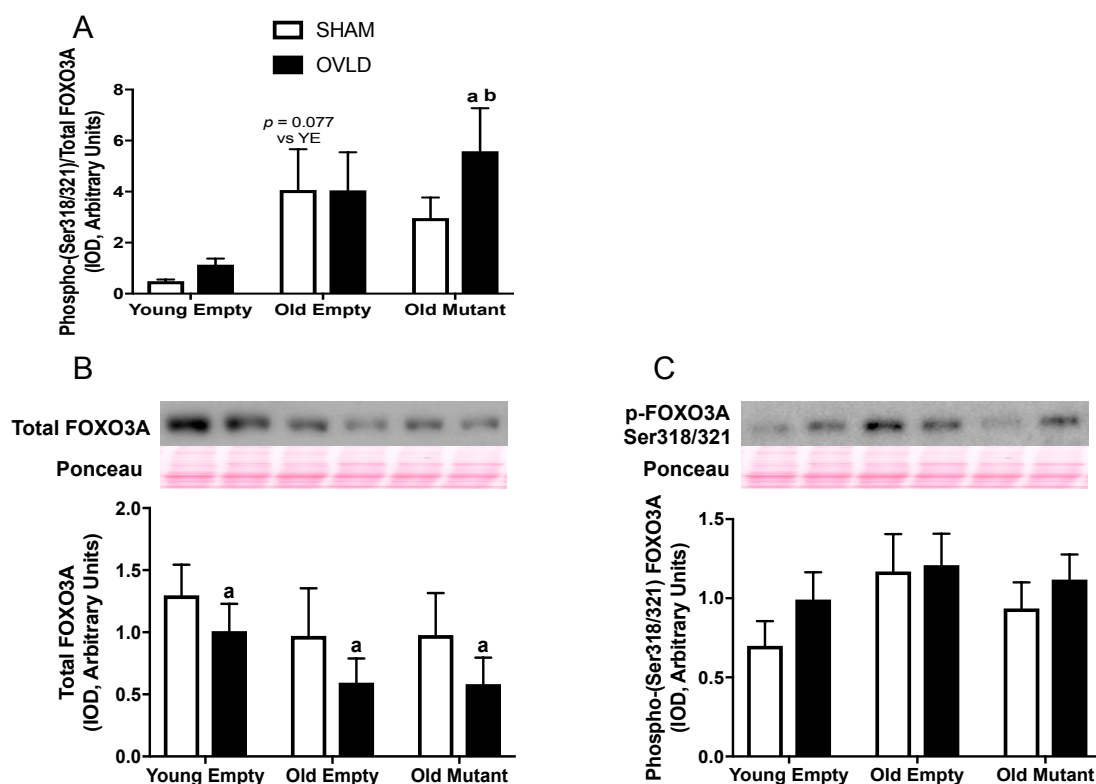 A
SHAM
OVLD
Phospho-(Ser318/321)/Total FOXO3A
(IOD, Arbitrary Units)
8
6
4
2
0
p = 0.077
vs YE
a b
Young Empty
Old Empty
Old Mutant
B
Total FOXO3A
Ponceau
Total FOXO3A
(IOD, Arbitrary Units)
2.0
1.5
1.0
0.5
0.0
a
a
a
Young Empty
Old Empty
Old Mutant
C
p-FOXO3A
Ser318/321
Ponceau
Phospho-(Ser318/321) FOXO3A
(IOD, Arbitrary Units)
1.5
1.0
0.5
0.0
Young Empty
Old Empty
Old Mutant